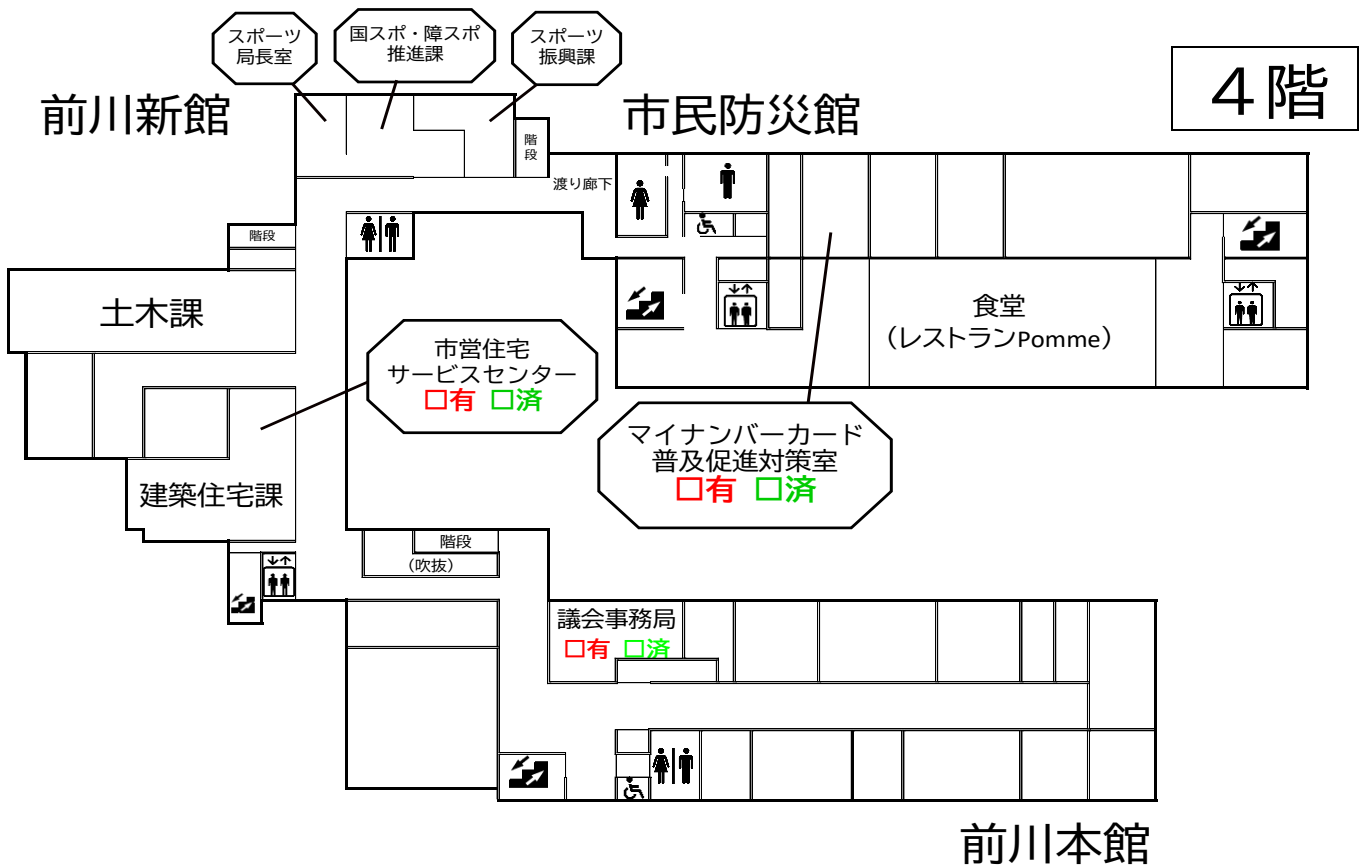 スポーツ
局長室
国スポ・障スポ
推進課
スポーツ
振興課
４階
前川新館
市民防災館
階
段
渡り廊下
階段
土木課
食堂
（レストランPomme）
市営住宅
サービスセンター
□有 □済
マイナンバーカード
普及促進対策室
□有 □済
建築住宅課
階段
（吹抜）
議会事務局
□有 □済
前川本館